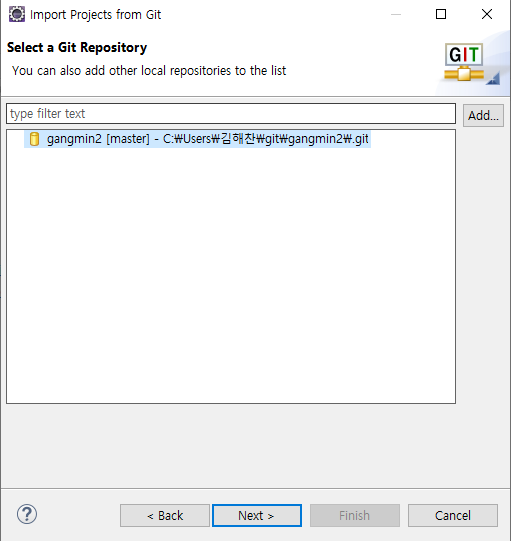 Import Projects from Git
Select a Git Repository
You can also add other local repositories to the list
GIT
type filter text
Add...
gangmin2 [master] - C:₩Users₩김해찬₩git₩gangmin2₩.git
?
< Back
Next >
Finish
Cancel